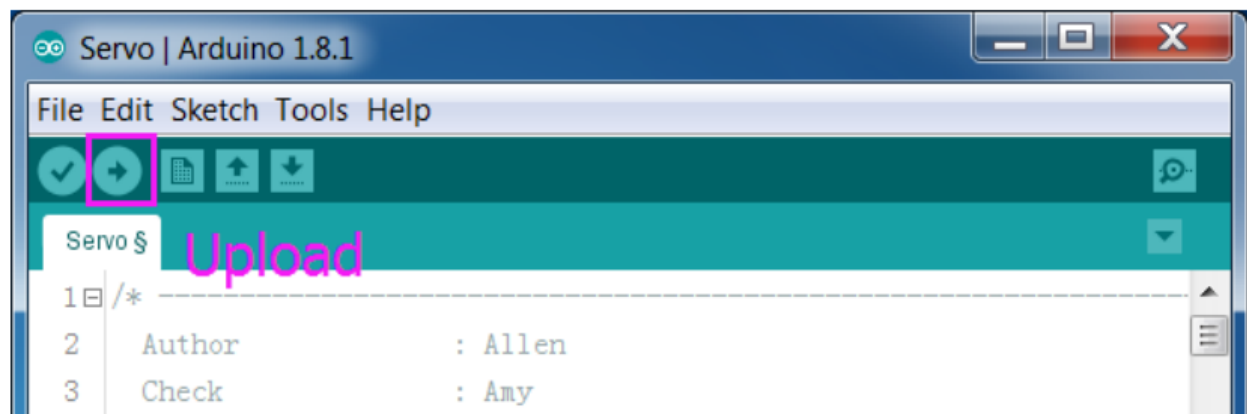 Servo | Arduino 1.8.1
File Edit Sketch Tools Help
Servo §
Upload
1 /* ----------------------------------------------------------------
2 Author : Allen
3 Check : Amy